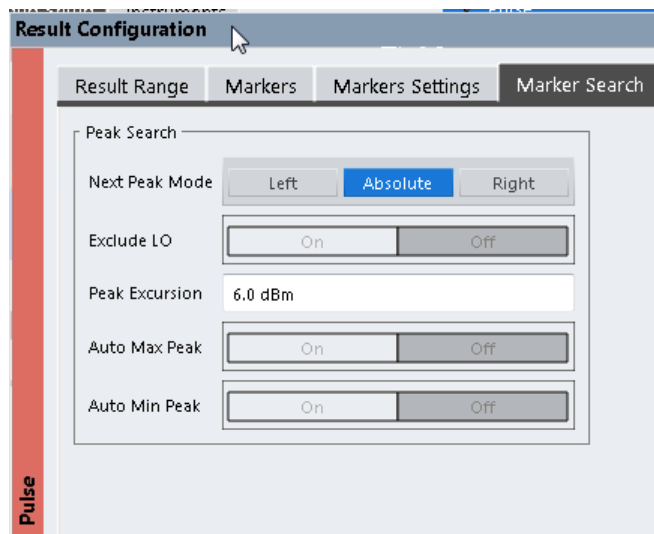 Result Configuration
Result Range Markers Markers Settings Marker Search
Peak Search
Next Peak Mode Left Absolute Right
Exclude LO On Off
Peak Excursion 6.0 dBm
Auto Max Peak On Off
Auto Min Peak On Off
Pulse